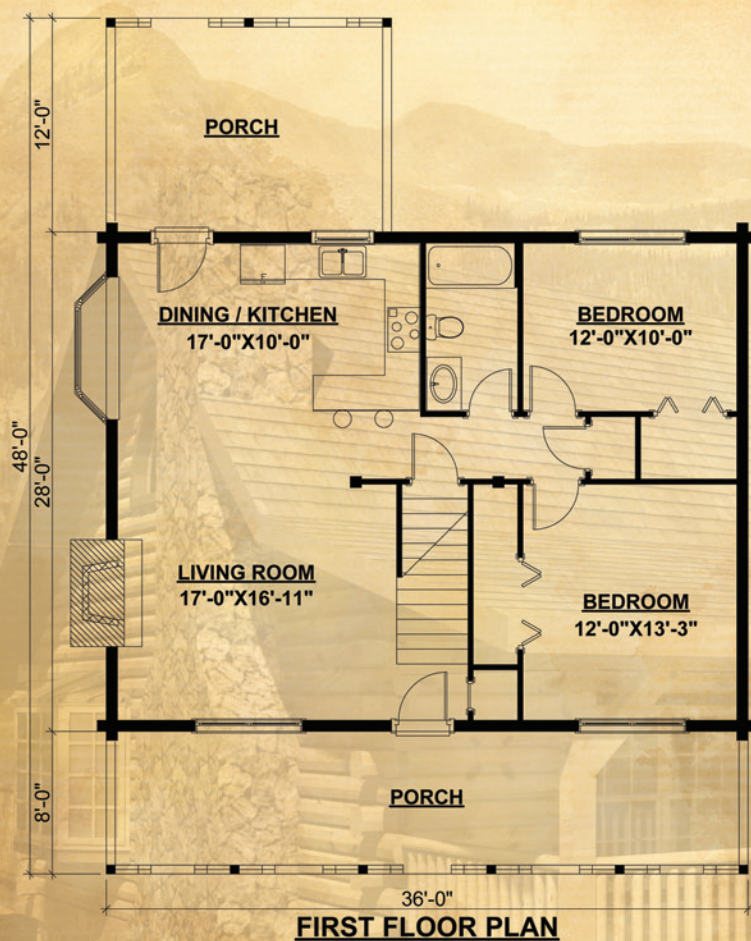 12'-0"
PORCH
DINING / KITCHEN
17'-0"X10'-0"
BEDROOM
12'-0"X10'-0"
48'-0"
28'-0"
F
LIVING ROOM
17'-0"X16'-11"
BEDROOM
12'-0"X13'-3"
8'-0"
PORCH
36'-0"
FIRST FLOOR PLAN